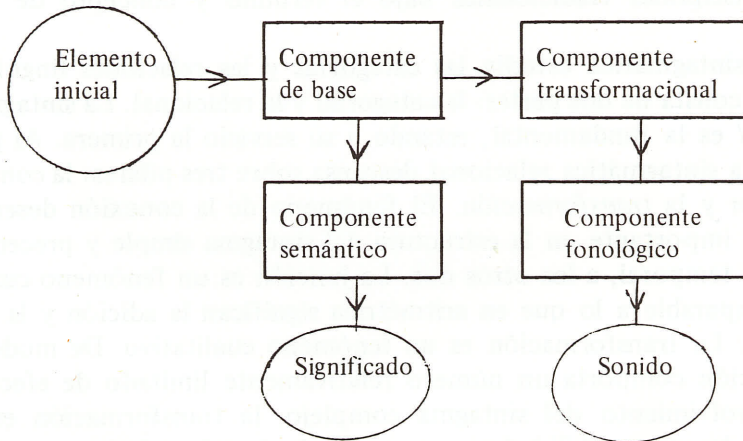 Elemento
inicial
Componente
de base
Componente
transformacional
Componente
semántico
Componente
fonológico
Significado
Sonido